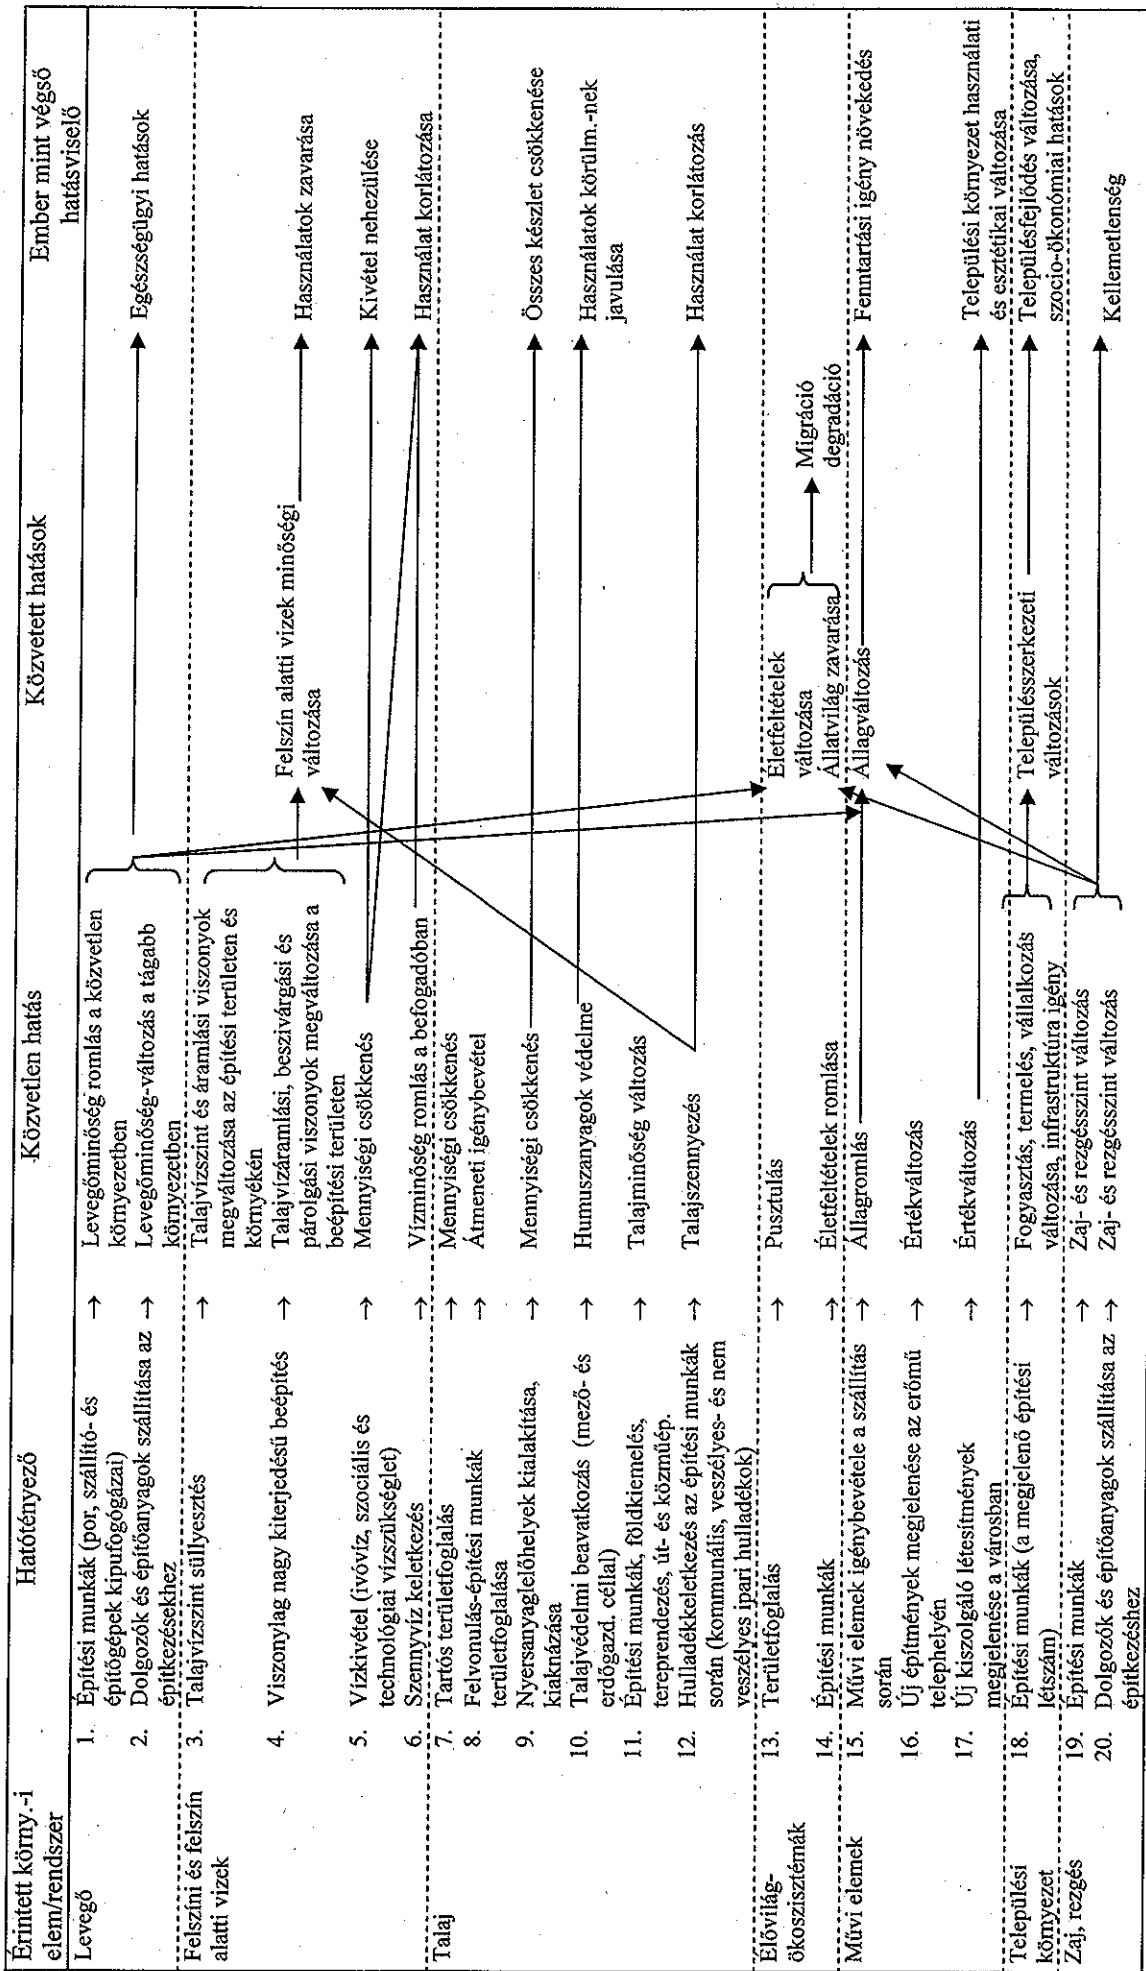 Érintett körny.-i
elem/rendszer
Hatótényező
Közvetlen hatás
Közvetett hatások
Ember mint végső
hatásviselő
Levegő
1. Építési munkák (por, szállító- és →
építőgépek kipufogógázai)
Levegőminőség romlás a közvetlen
környezetben
2. Dolgozók és építőanyagok szállítása az →
építkezésekhez
Levegőminőség-változás a tágabb
környezetben
Egészségügyi hatások
Felszíni és felszín
alatti vizek
3. Talajvízszint süllyesztés →
Talajvízszint és áramlási viszonyok
megváltozása az építési területen és
környékén
4. Viszonylag nagy kiterjedésű beépítés →
Talajvízáramlási, beszivárgási és
párolgási viszonyok megváltozása a
beépítési területen
Felszín alatti vizek minőségi
változása
Használatok zavarása
5. Vízkivétel (ivóvíz, szociális és →
technológiai vízszükséglet)
Mennyiségi csökkenés
Kivétel nehezülése
6. Szennyvíz keletkezés →
Vízminőség romlás a befogadóban
Használat korlátozása
Talaj
7. Tartós területfoglalás →
Mennyiségi csökkenés
8. Felvonulás-építési munkák →
területfoglalása
Átmeneti igénybevétel
9. Nyersanyaglelőhelyek kialakítása, →
kiaknázása
Mennyiségi csökkenés
Összes készlet csökkenése
10. Talajvédelmi beavatkozás (mező- és →
erdőgazd. céllal)
Humuszanyagok védelme
Használatok körülm.-nek
javulása
11. Építési munkák, földkiemelés, →
tereprendezés, út- és közműép.
Talajminőség változás
12. Hulladékkeletkezés az építési munkák →
során (kommunális, veszélyes- és nem
veszélyes ipari hulladékok)
Talajszennyezés
Használat korlátozás
Élővilág-
ökoszisztémák
13. Területfoglalás →
Pusztulás
Életfeltételek
változása
14. Építési munkák →
Életfeltételek romlása
Állatvilág zavarása
Migráció
degradáció
Művi elemek
15. Művi elemek igénybevétele a szállítás →
során
Állagromlás
Állagváltozás
Fenntartási igény növekedés
16. Új építmények megjelenése az erőmű →
telephelyén
Értékváltozás
17. Új kiszolgáló létesítmények →
megjelenése a városban
Értékváltozás
Települési környezet használati
és esztétikai változása
Települési
környezet
18. Építési munkák (a megjelenő építési →
létszám)
Fogyasztás, termelés, vállalkozás
változása, infrastruktúra igény
Településszerkezeti
változások
Településfejlődés változása,
szocio-ökonómiai hatások
Zaj, rezgés
19. Építési munkák →
Zaj- és rezgésszint változás
20. Dolgozók és építőanyagok szállítása az →
építkezéshez
Zaj- és rezgésszint változás
Kellemetlenség